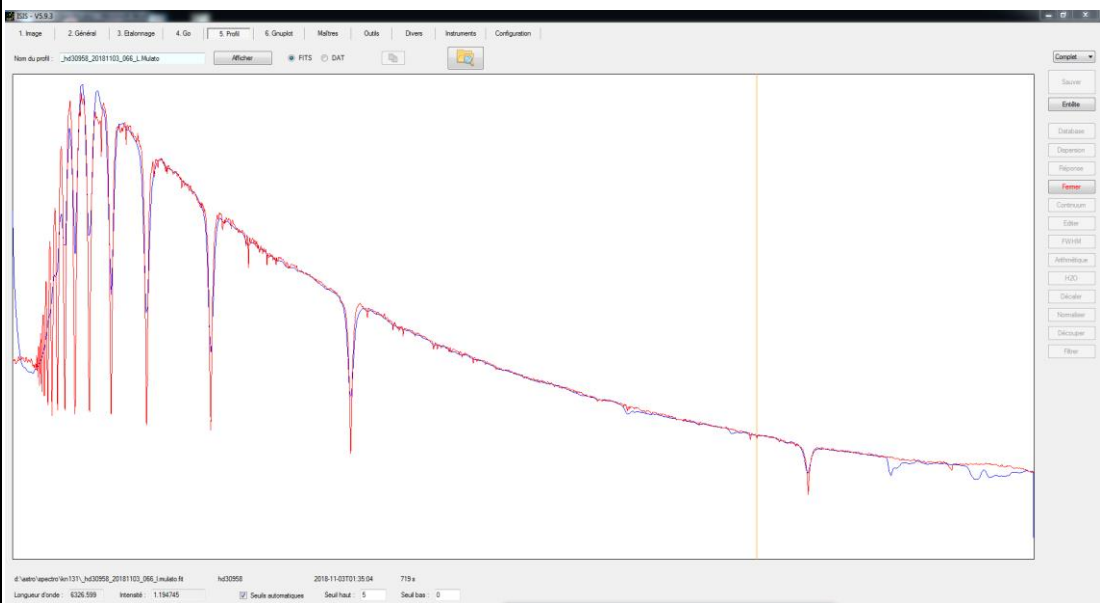 ISIS - V5.9.3
1. Image 2. Général 3. Etalonnage 4. Go 5. Profil 6. Gnuplot Maîtres Outils Divers Instruments Configuration
Nom du profil : _hd30958_20181103_066_L.Mulato Afficher FITS DAT Complet
Sauver
Entête
Database
Dispersion
Réponse
Fermer
Continuum
Editer
FWHM
Arithmétique
H2O
Décaler
Normaliser
Découper
Filtrer
d:\astro\spectro\kn131\_hd30958_20181103_066_l.mulato.fit hd30958 2018-11-03T01:35:04 719 s
Longueur d'onde : 6326.599 Intensité : 1.194745 Seuils automatiques Seuil haut : 5 Seuil bas : 0